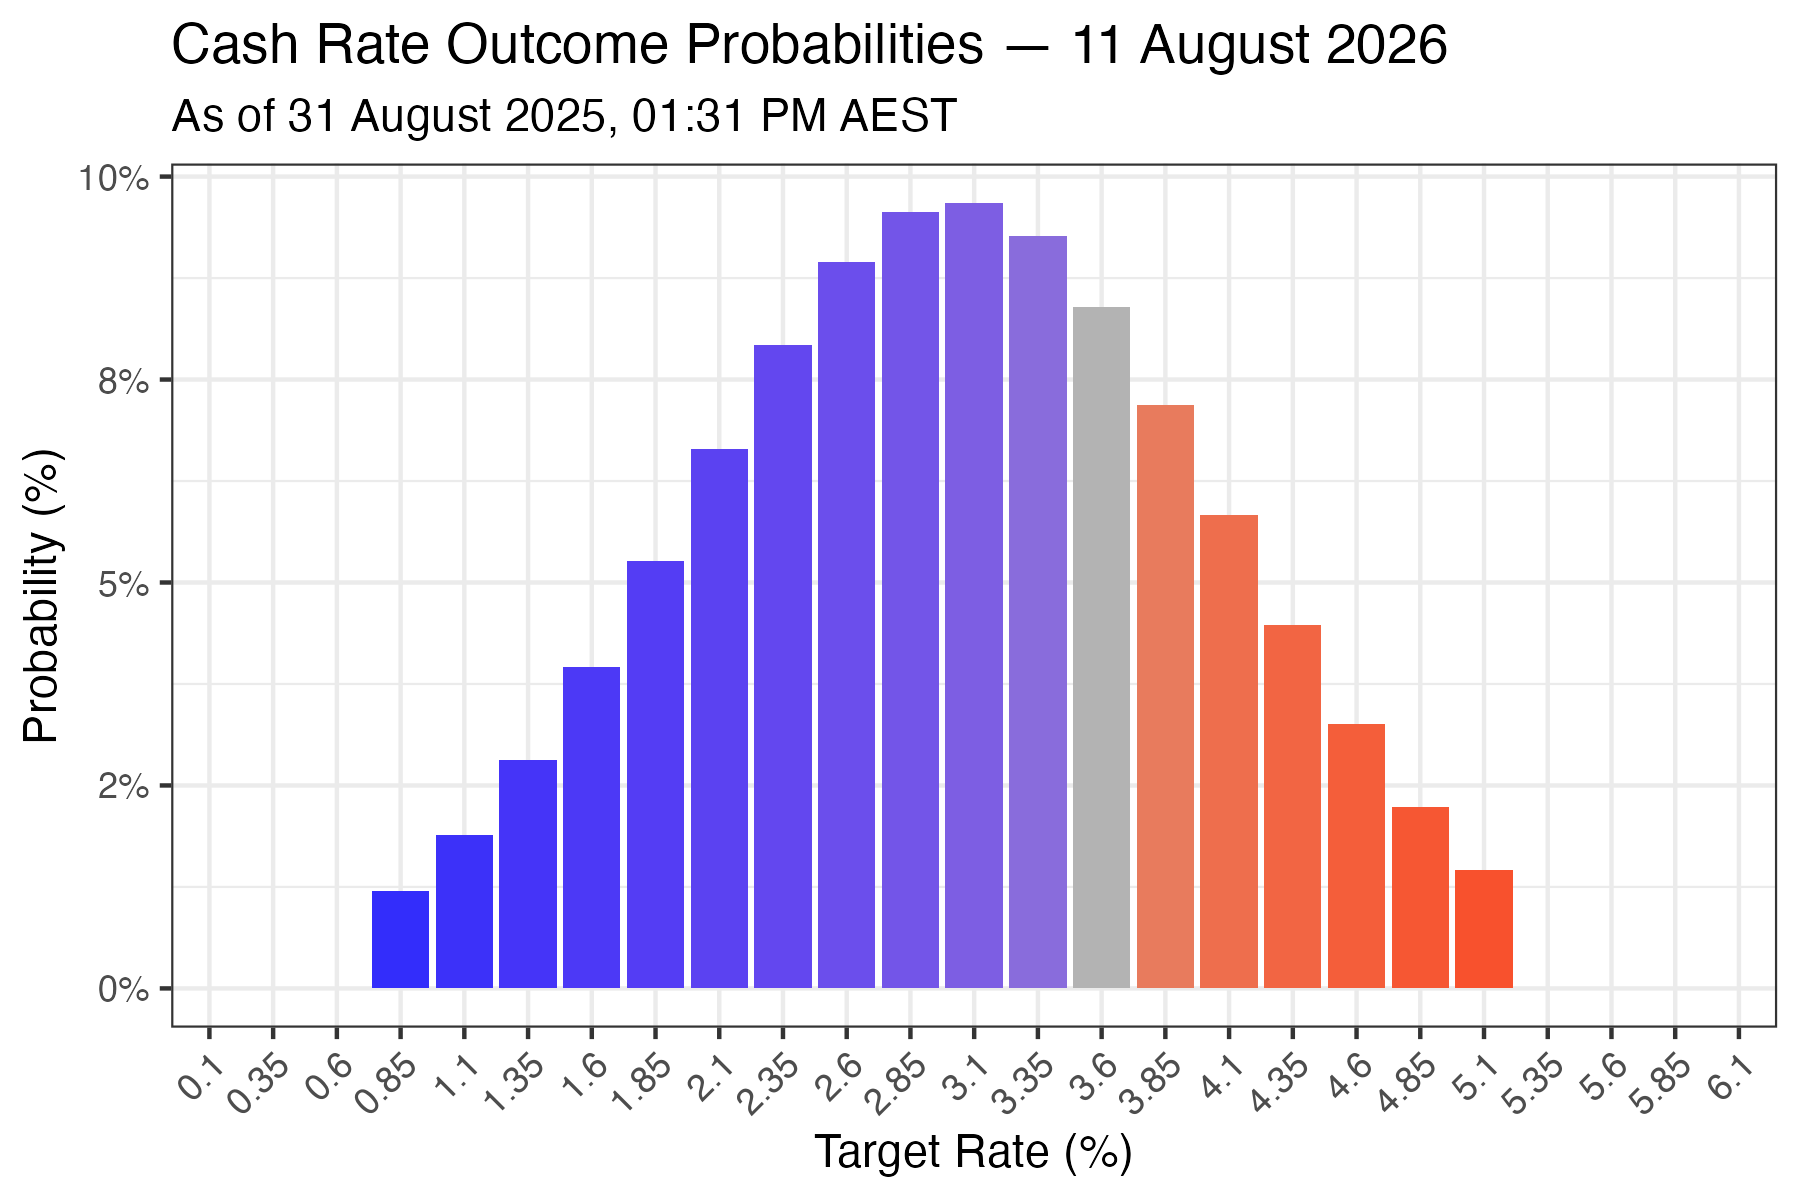 Cash Rate Outcome Probabilities — 11 August 2026
As of 31 August 2025, 01:31 PM AEST
10%
8%
5%
2%
0%
Probability (%)
0.1 0.35 0.6 0.85 1.1 1.35 1.6 1.85 2.1 2.35 2.6 2.85 3.1 3.35 3.6 3.85 4.1 4.35 4.6 4.85 5.1 5.35 5.6 5.85 6.1
Target Rate (%)